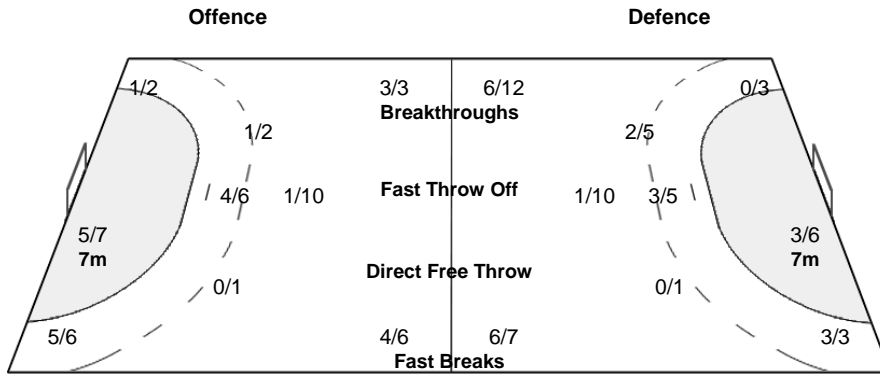 Offence Defence
1/2 3/3 6/12 0/3
Breakthroughs
1/2 2/5
4/6 1/10 Fast Throw Off 1/10 3/5
5/7 3/6
7m 7m
Direct Free Throw
0/1 0/1
5/6 4/6 6/7 3/3
Fast Breaks